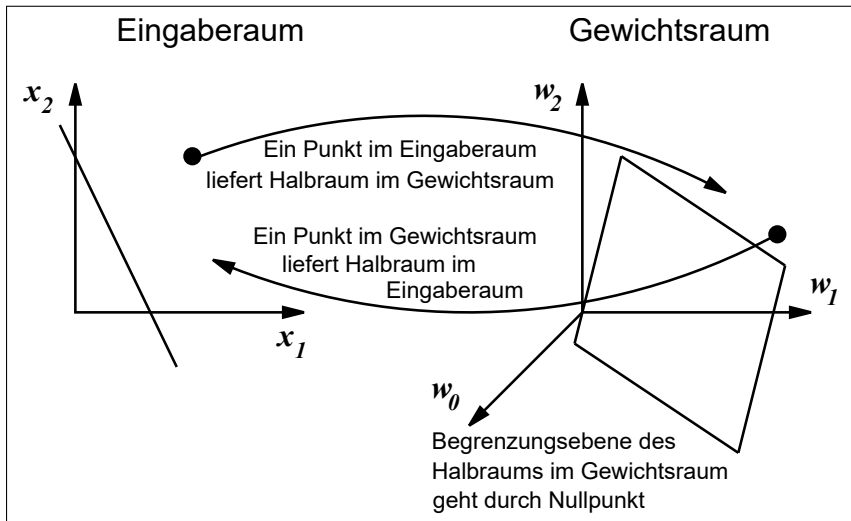 Eingaberaum
Gewichtsraum
x2
w2
Ein Punkt im Eingaberaum
liefert Halbraum im Gewichtsraum
Ein Punkt im Gewichtsraum
liefert Halbraum im
Eingaberaum
x1
w1
w0
Begrenzungsebene des
Halbraums im Gewichtsraum
geht durch Nullpunkt